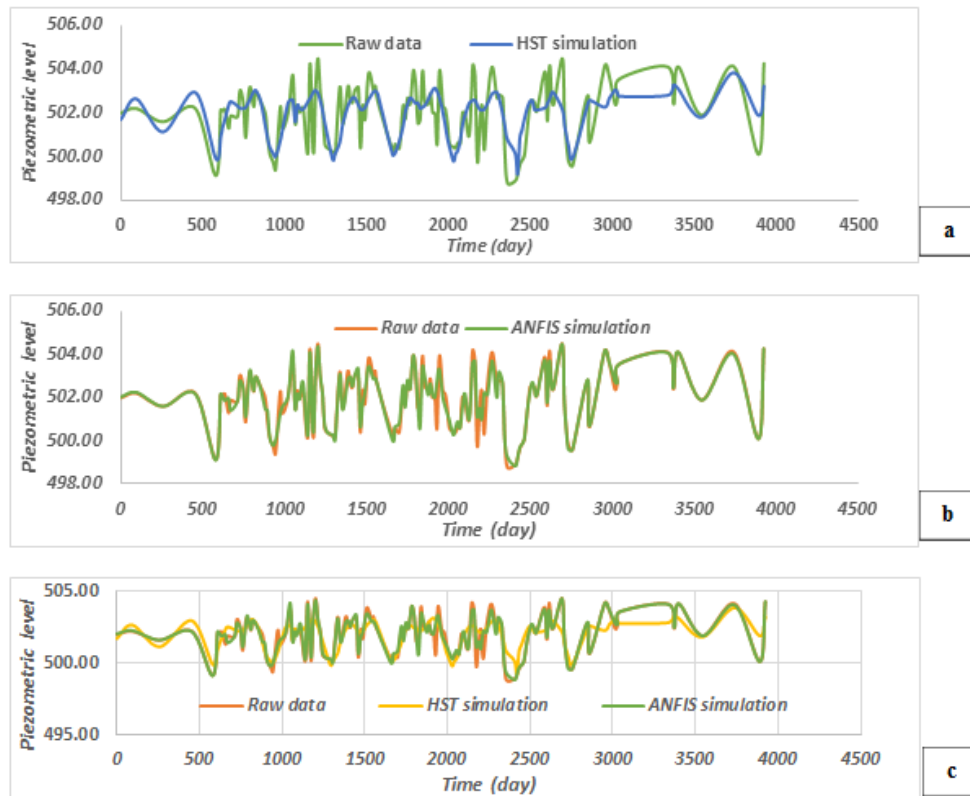 506.00
504.00
502.00
500.00
498.00
Piezometric level
Raw data HST simulation
0 500 1000 1500 2000 2500 3000 3500 4000 4500
Time (day)
a
506.00
504.00
502.00
500.00
498.00
Piezometric level
Raw data ANFIS simulation
0 500 1000 1500 2000 2500 3000 3500 4000 4500
Time (day)
b
505.00
500.00
495.00
Piezometric level
Raw data HST simulation ANFIS simulation
0 500 1000 1500 2000 2500 3000 3500 4000 4500
Time (day)
c